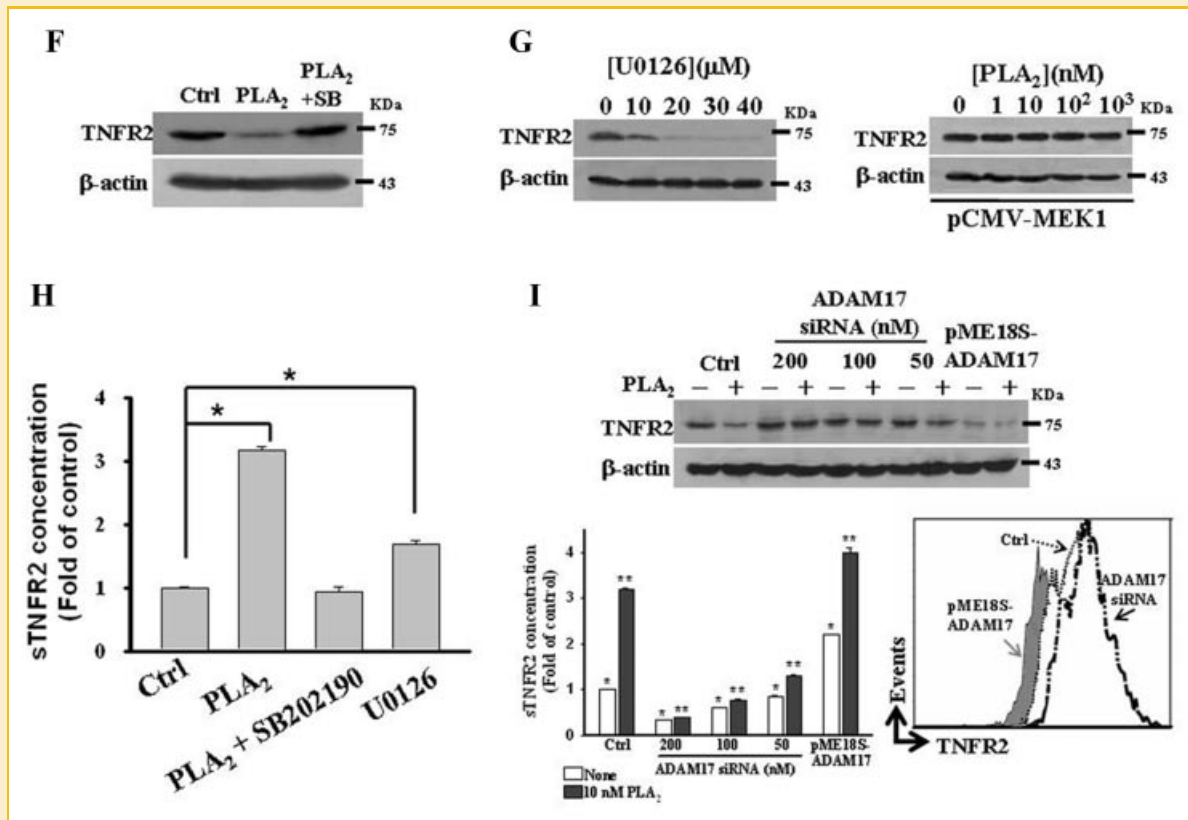 F
Ctrl PLA₂ PLA₂ +SB KDa
TNFR2 75
β-actin 43
G
[U0126](μM)
0 10 20 30 40
KDa
TNFR2 75
β-actin 43
[PLA₂](nM)
0 1 10 10² 10³
KDa
TNFR2 75
β-actin 43
pCMV-MEK1
H
sTNFR2 concentration
(Fold of control)
4
3
2
1
0
*
*
Ctrl
PLA₂
PLA₂ + SB202190
U0126
I
ADAM17
siRNA (nM)
pME18S-
ADAM17
Ctrl 200 100 50
PLA₂ – + – + – + – + – +
KDa
TNFR2 75
β-actin 43
sTNFR2 concentration
(Fold of control)
4
2
1
0
* ** * ** * ** * ** * **
Ctrl 200 100 50 pME18S-
ADAM17
ADAM17 siRNA (nM)
None
10 nM PLA₂
Events
TNFR2
Ctrl
pME18S-
ADAM17
ADAM17
siRNA